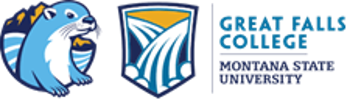 GREAT FALLS
COLLEGE
MONTANA STATE
UNIVERSITY